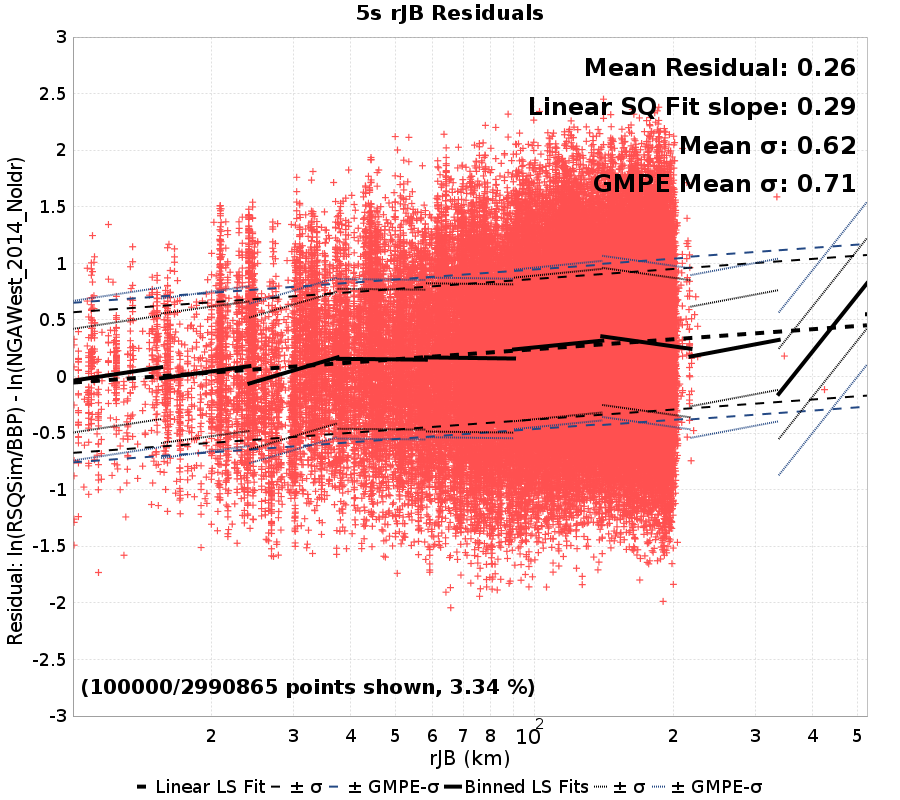 5s rJB Residuals
Mean Residual: 0.26
Linear SQ Fit slope: 0.29
Mean σ: 0.62
GMPE Mean σ: 0.71
Residual: ln(RSQSim/BBP) - ln(NGAWest_2014_NoIdr)
3
2.5
2
1.5
1
0.5
0
-0.5
-1
-1.5
-2
-2.5
-3
(100000/2990865 points shown, 3.34 %)
2 3 4 5 6 7 8 10² 2 3 4 5
rJB (km)
Linear LS Fit ± σ ± GMPE-σ Binned LS Fits ± σ ± GMPE-σ